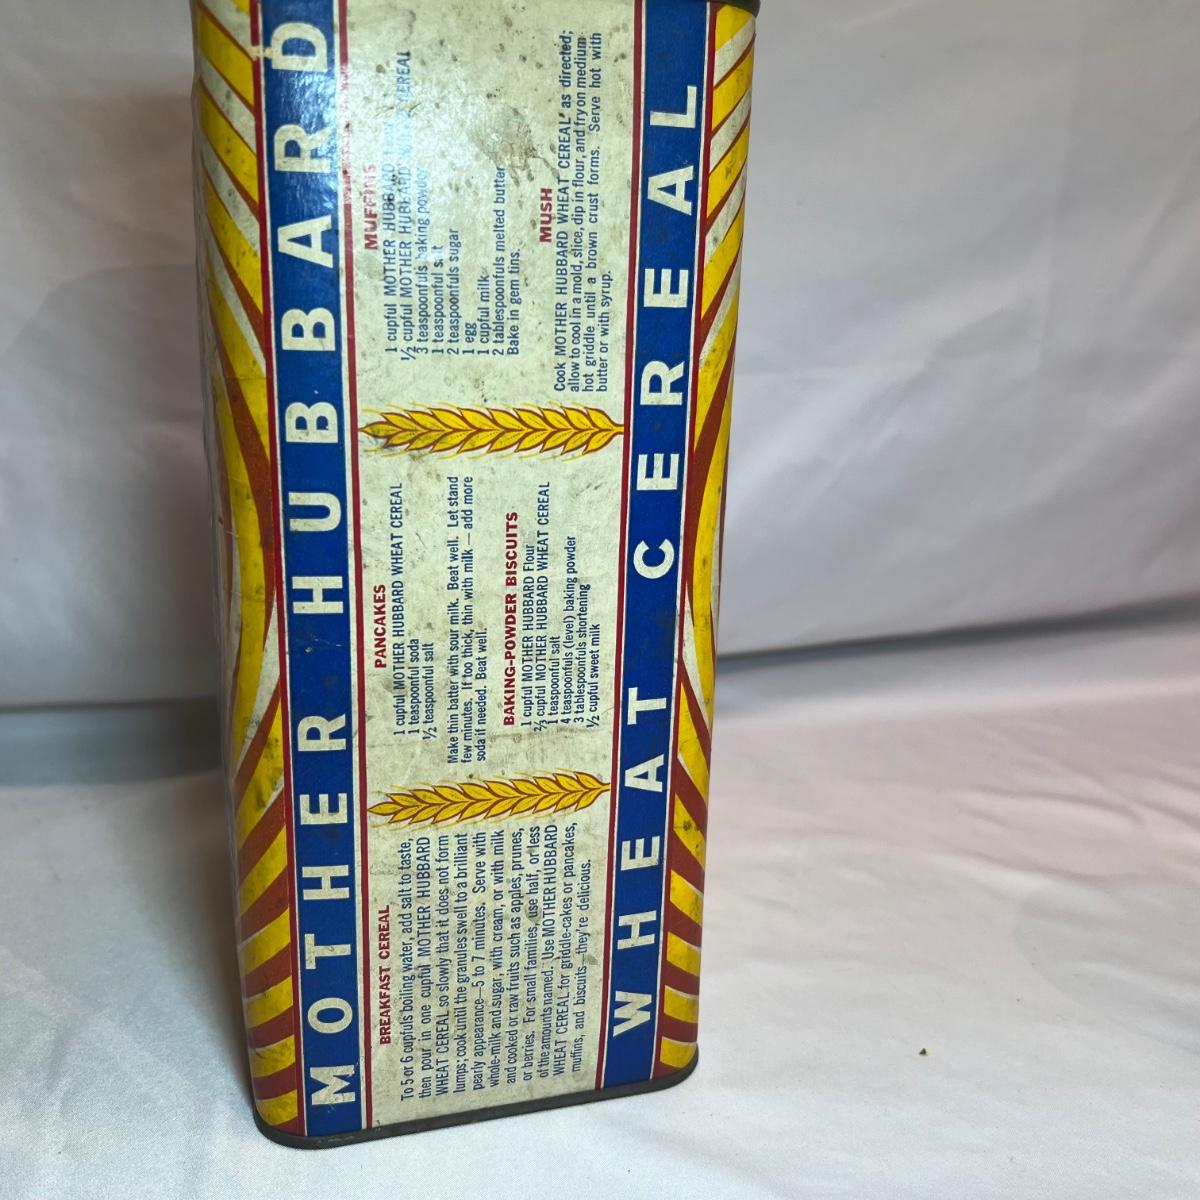 MOTHER HUBBARD
BREAKFAST CEREAL
To 5 or 6 cupfuls boiling water, add salt to taste,
then pour in one cupful MOTHER HUBBARD
WHEAT CEREAL so slowly that it does not form
lumps; cook until the granules swell to a brilliant
pearly appearance—5 to 7 minutes. Serve with
whole-milk and sugar, with cream, or with milk
and cooked or raw fruits such as apples, prunes,
or berries. For small families, use half, or less
of the amounts named. Use MOTHER HUBBARD
WHEAT CEREAL for griddle-cakes or pancakes,
muffins, and biscuits—they're delicious.
PANCAKES
1 cupful MOTHER HUBBARD WHEAT CEREAL
1 teaspoonful soda
½ teaspoonful salt
Make thin batter with sour milk. Beat well. Let stand
few minutes. If too thick, thin with milk—add more
soda if needed. Beat well.
BAKING-POWDER BISCUITS
1 cupful MOTHER HUBBARD Flour
⅔ cupful MOTHER HUBBARD WHEAT CEREAL
1 teaspoonful salt
4 teaspoonfuls (level) baking powder
3 tablespoonfuls shortening
½ cupful sweet milk
MUFFINS
1 cupful MOTHER HUBBARD
½ cupful MOTHER HUBBARD CEREAL
3 teaspoonfuls baking powder
1 teaspoonful salt
2 teaspoonfuls sugar
1 egg
1 cupful milk
2 tablespoonfuls melted butter
Bake in gem tins.
MUSH
Cook MOTHER HUBBARD WHEAT CEREAL as directed;
allow to cool in a mold, slice, dip in flour, and fry on medium
hot griddle until a brown crust forms. Serve hot with
butter or with syrup.
WHEAT CEREAL